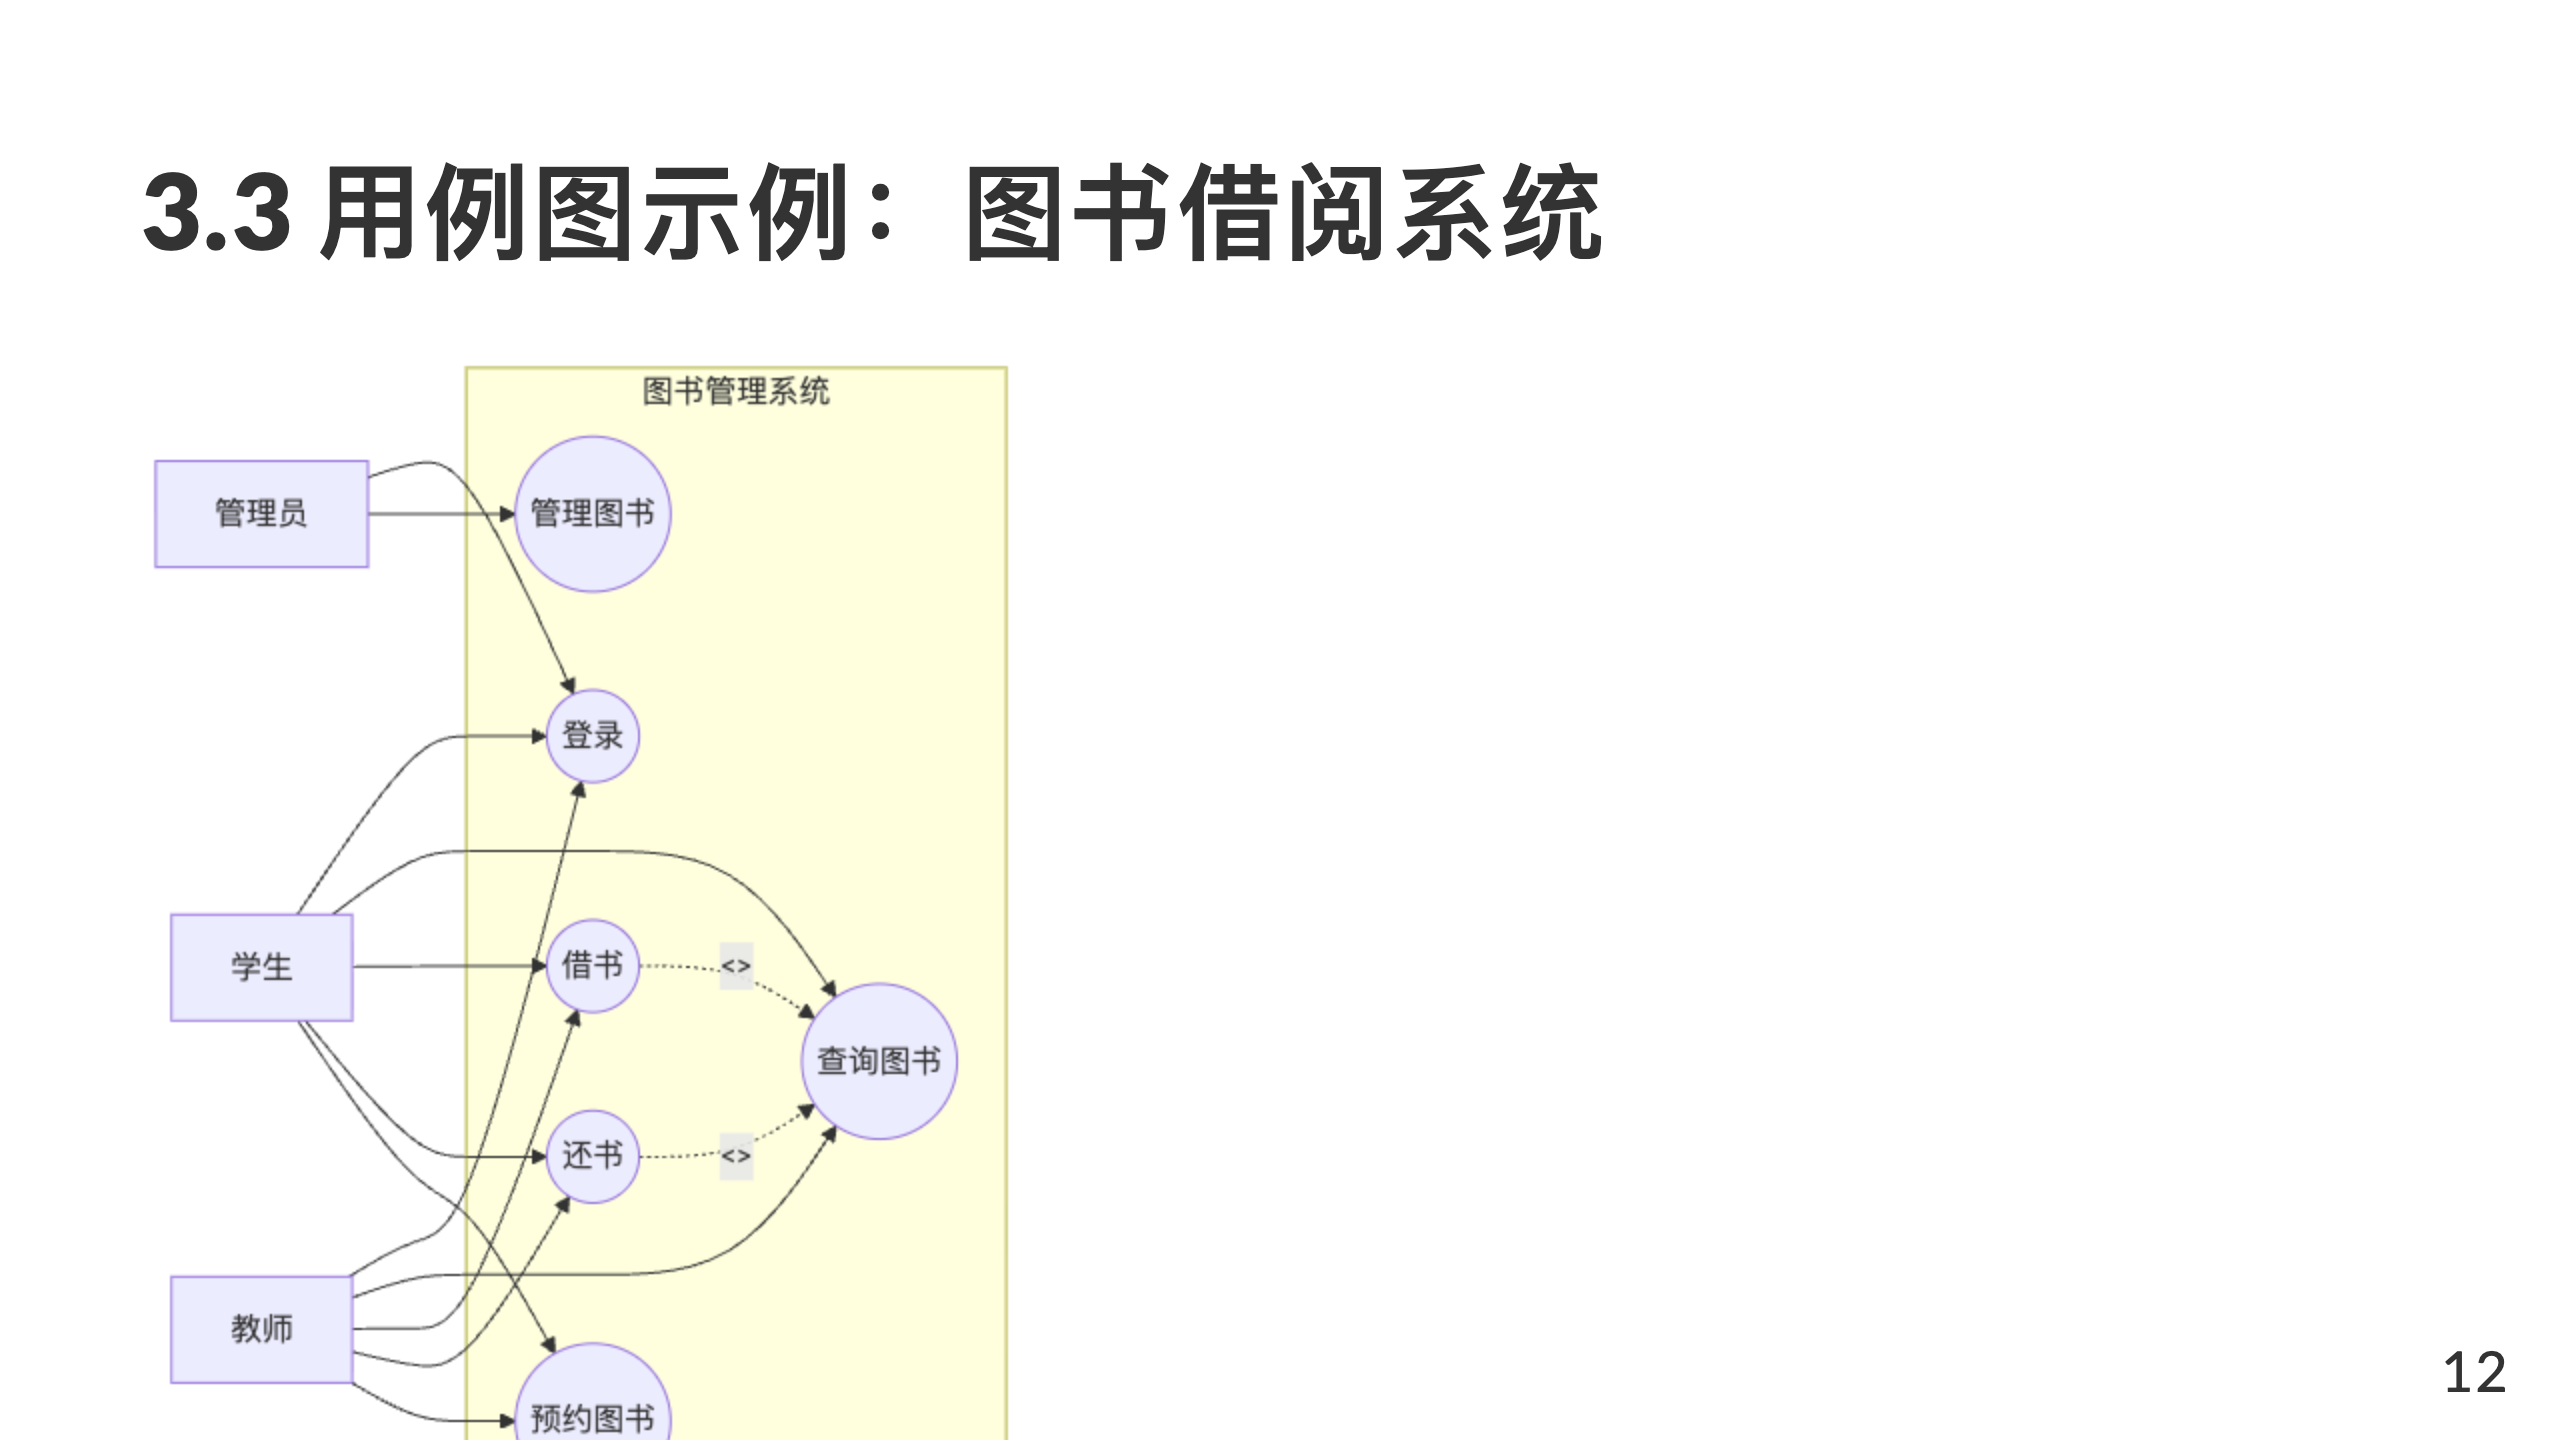 3.3 用例图示例：图书借阅系统
图书管理系统
管理员
管理图书
登录
学生
借书
<>
查询图书
还书
<>
教师
预约图书
12